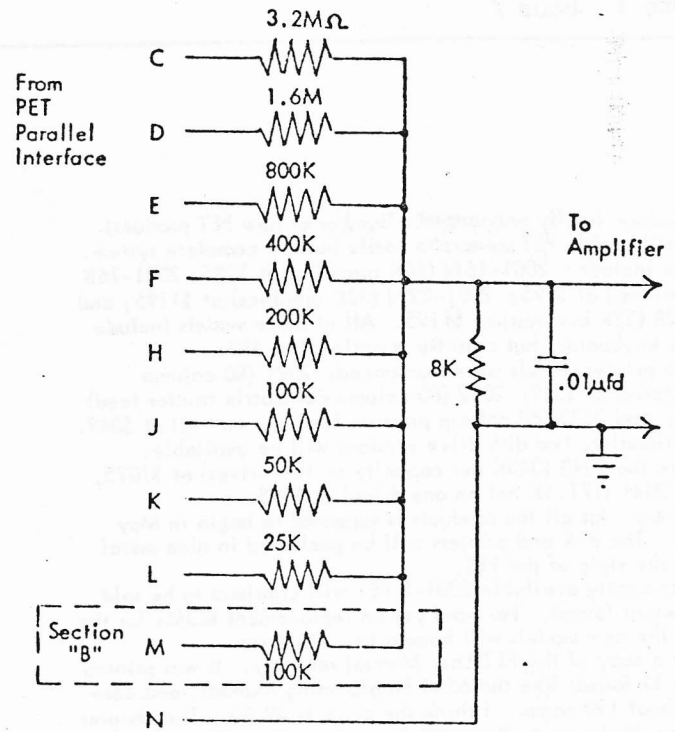 3.2MΩ
C
From
PET
Parallel
Interface
1.6M
D
800K
E
To
Amplifier
400K
F
200K
H
8K
.01µfd
100K
J
50K
K
25K
L
Section
"B"
M
100K
N